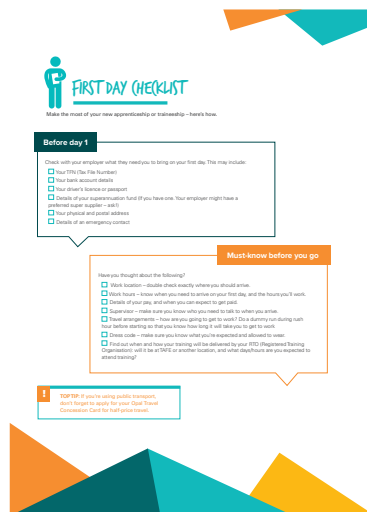 FIRST DAY CHECKLIST
Make the most of your new apprenticeship or traineeship – here's how.
Before day 1
Check with your employer what they need you to bring on your first day. This may include:
Your TFN (Tax File Number)
Your bank account details
Your driver's licence or passport
Details of your superannuation fund (If you have one. Your employer might have a
preferred super supplier – ask!)
Your physical and postal address
Details of an emergency contact
Must-know before you go
Have you thought about the following?
Work location – double check exactly where you should arrive.
Work hours – know when you need to arrive on your first day, and the hours you'll work.
Details of your pay, and when you can expect to get paid.
Supervisor – make sure you know who you need to talk to when you arrive.
Travel arrangements – how are you going to get to work? Do a dummy run during rush
hour before starting so that you know how long it will take you to get to work.
Dress code – make sure you know what you're expected and allowed to wear.
Find out when and how your training will be delivered by your RTO (Registered Training
Organisation): will it be at TAFE or another location, and what days/hours are you expected to
attend training?
!
TOP TIP: If you're using public transport,
don't forget to apply for your Opal Travel
Concession Card for half-price travel.